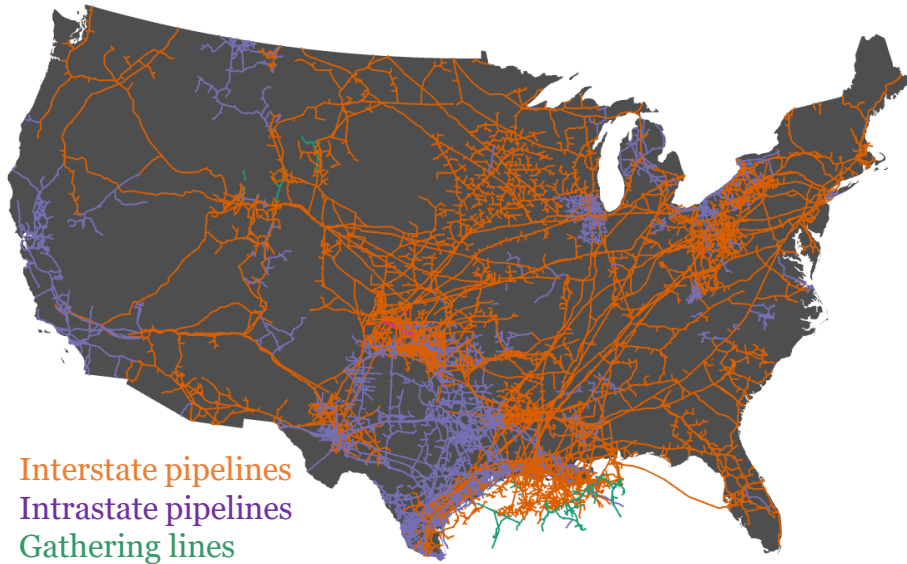 Interstate pipelines
Intrastate pipelines
Gathering lines